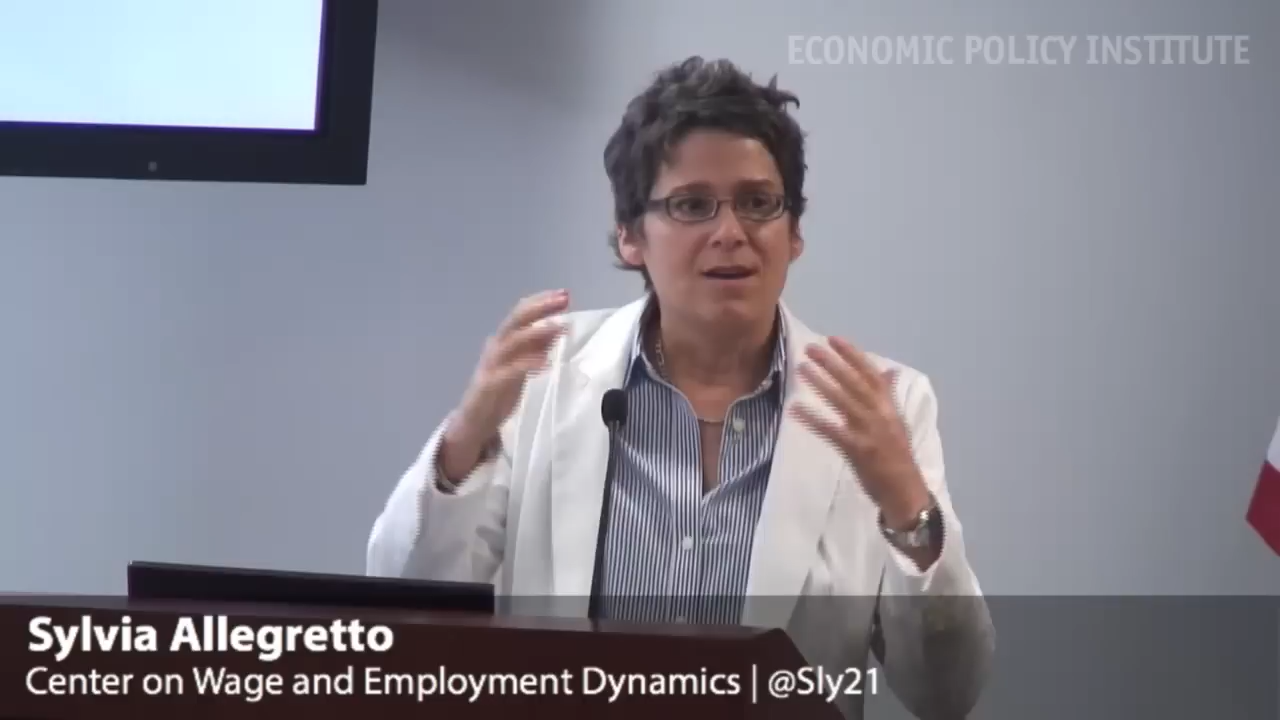 ECONOMIC POLICY INSTITUTE
Sylvia Allegretto
Center on Wage and Employment Dynamics | @Sly21